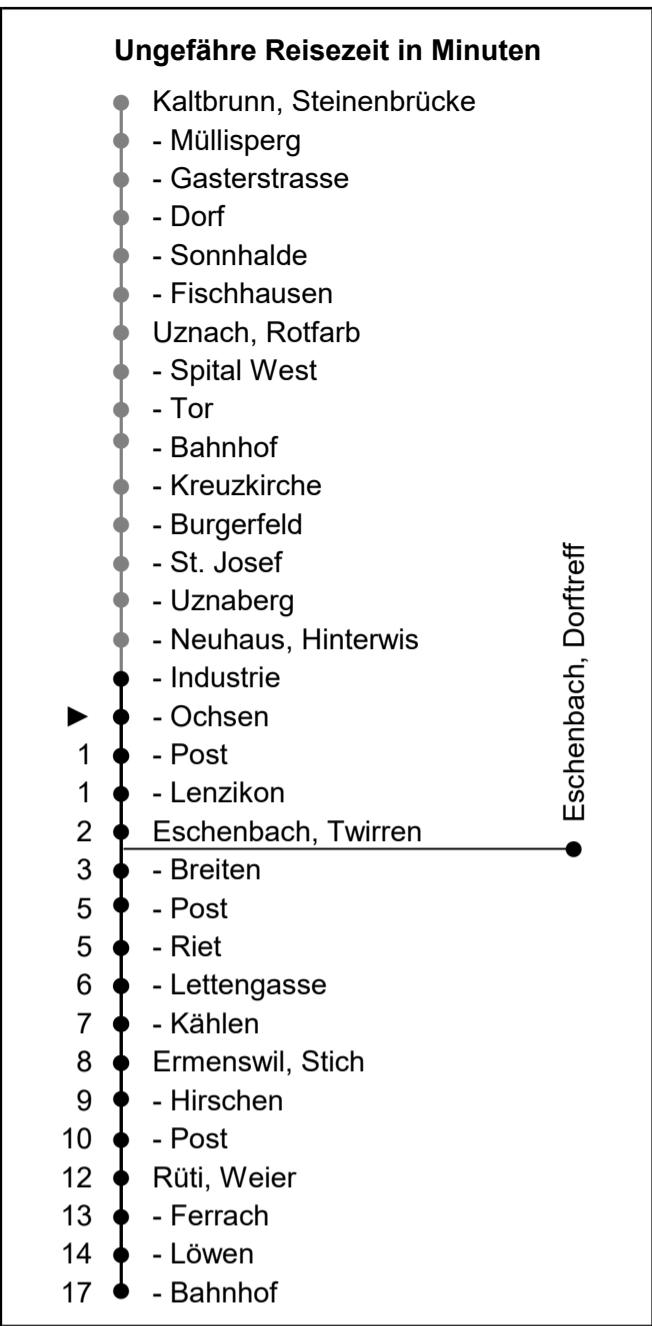 Ungefähre Reisezeit in Minuten
Kaltbrunn, Steinenbrücke
- Müllisperg
- Gasterstrasse
- Dorf
- Sonnhalde
- Fischhausen
Uznach, Rotfarb
- Spital West
- Tor
- Bahnhof
- Kreuzkirche
- Burgerfeld
- St. Josef
- Uznaberg
- Neuhaus, Hinterwis
- Industrie
► - Ochsen
1 - Post
1 - Lenzikon
2 Eschenbach, Twirren
Eschenbach, Dorftreff
3 - Breiten
5 - Post
5 - Riet
6 - Lettengasse
7 - Kählen
8 Ermenswil, Stich
9 - Hirschen
10 - Post
12 Rüti, Weier
13 - Ferrach
14 - Löwen
17 - Bahnhof